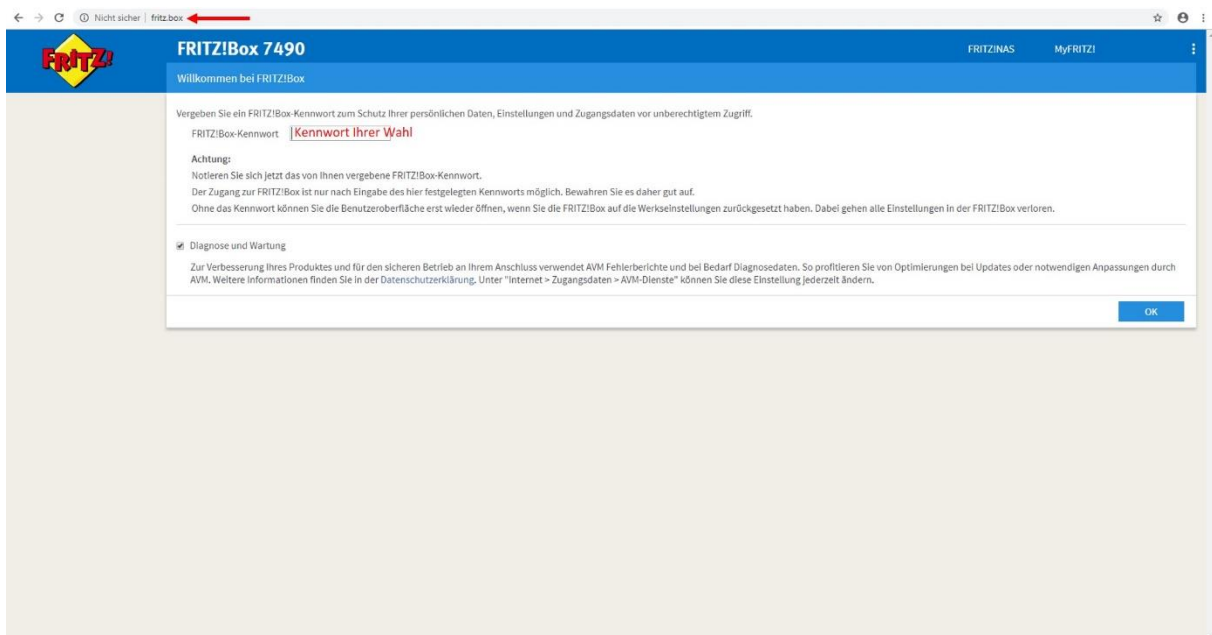 Nicht sicher | fritz.box
FRITZ!
FRITZ!Box 7490
FRITZ!NAS
MyFRITZ!
Willkommen bei FRITZ!Box
Vergeben Sie ein FRITZ!Box-Kennwort zum Schutz Ihrer persönlichen Daten, Einstellungen und Zugangsdaten vor unberechtigtem Zugriff.
FRITZ!Box-Kennwort Kennwort Ihrer Wahl
Achtung:
Notieren Sie sich jetzt das von Ihnen vergebene FRITZ!Box-Kennwort.
Der Zugang zur FRITZ!Box ist nur nach Eingabe des hier festgelegten Kennworts möglich. Bewahren Sie es daher gut auf.
Ohne das Kennwort können Sie die Benutzeroberfläche erst wieder öffnen, wenn Sie die FRITZ!Box auf die Werkseinstellungen zurückgesetzt haben. Dabei gehen alle Einstellungen in der FRITZ!Box verloren.
Diagnose und Wartung
Zur Verbesserung Ihres Produktes und für den sicheren Betrieb an Ihrem Anschluss verwendet AVM Fehlerberichte und bei Bedarf Diagnosedaten. So profitieren Sie von Optimierungen bei Updates oder notwendigen Anpassungen durch
AVM. Weitere Informationen finden Sie in der Datenschutzerklärung. Unter "Internet > Zugangsdaten > AVM-Dienste" können Sie diese Einstellung jederzeit ändern.
OK